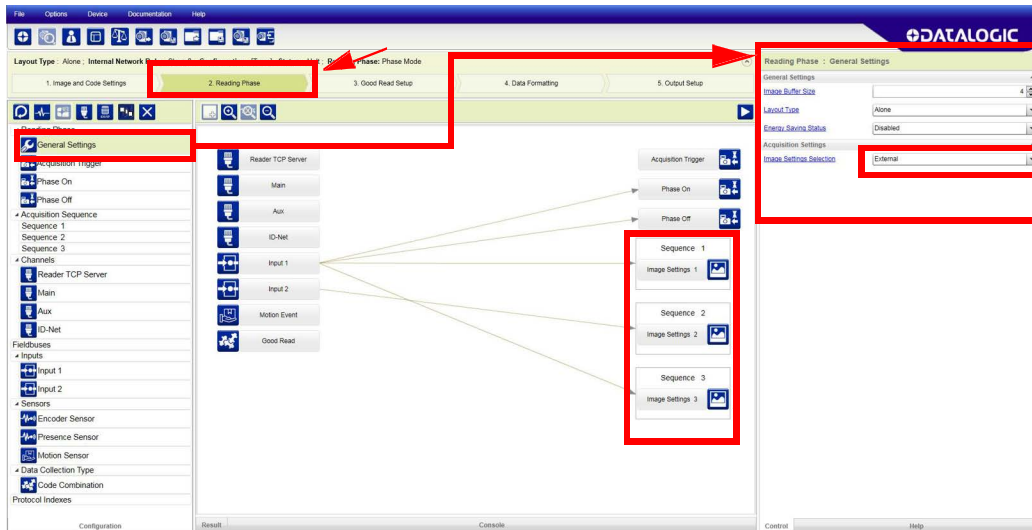 File Options Device Documentation Help
DATALOGIC
Layout Type : Alone ; Internal Network
Phase: Phase Mode
1. Image and Code Settings
2. Reading Phase
3. Good Read Setup
4. Data Formatting
5. Output Setup
Reading Phase
General Settings
Acquisition Trigger
Phase On
Phase Off
Acquisition Sequence
Sequence 1
Sequence 2
Sequence 3
Channels
Reader TCP Server
Main
Aux
ID-Net
Fieldbuses
Inputs
Input 1
Input 2
Sensors
Encoder Sensor
Presence Sensor
Motion Sensor
Data Collection Type
Code Combination
Protocol Indexes
Configuration
Reader TCP Server
Main
Aux
ID-Net
Input 1
Input 2
Motion Event
Good Read
Acquisition Trigger
Phase On
Phase Off
Sequence 1
Image Settings 1
Sequence 2
Image Settings 2
Sequence 3
Image Settings 3
Result
Console
Reading Phase : General Settings
General Settings
Image Buffer Size 4
Layout Type Alone
Energy Saving Status Disabled
Acquisition Settings
Image Settings Selection External
Control
Help